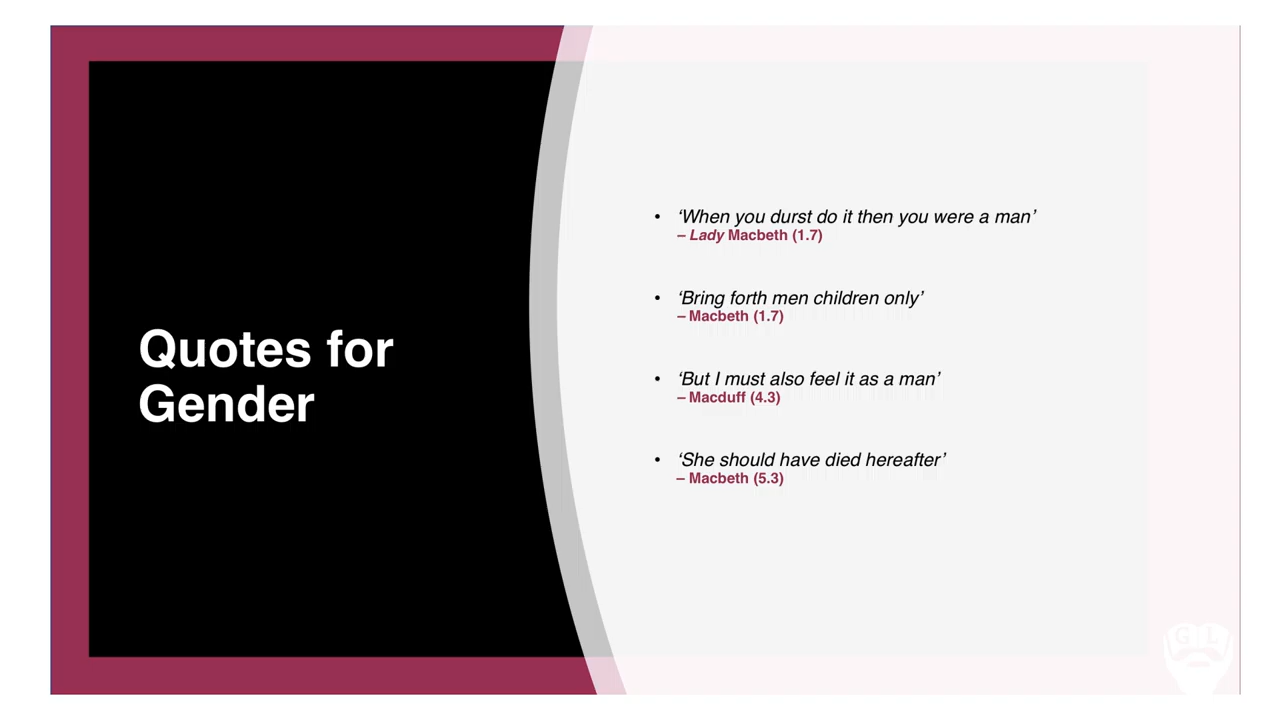 Quotes for
Gender
• ‘When you durst do it then you were a man’
– Lady Macbeth (1.7)
• ‘Bring forth men children only’
– Macbeth (1.7)
• ‘But I must also feel it as a man’
– Macduff (4.3)
• ‘She should have died hereafter’
– Macbeth (5.3)
G L